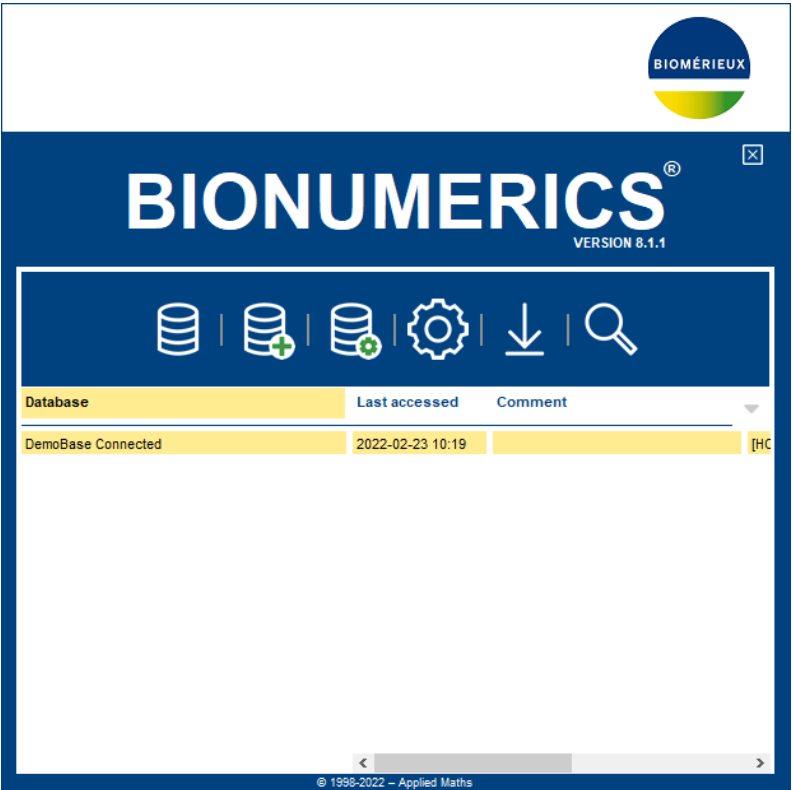 BIOMÉRIEUX
BIONUMERICS®
VERSION 8.1.1
Database Last accessed Comment
DemoBase Connected 2022-02-23 10:19 [HO
© 1998-2022 – Applied Maths